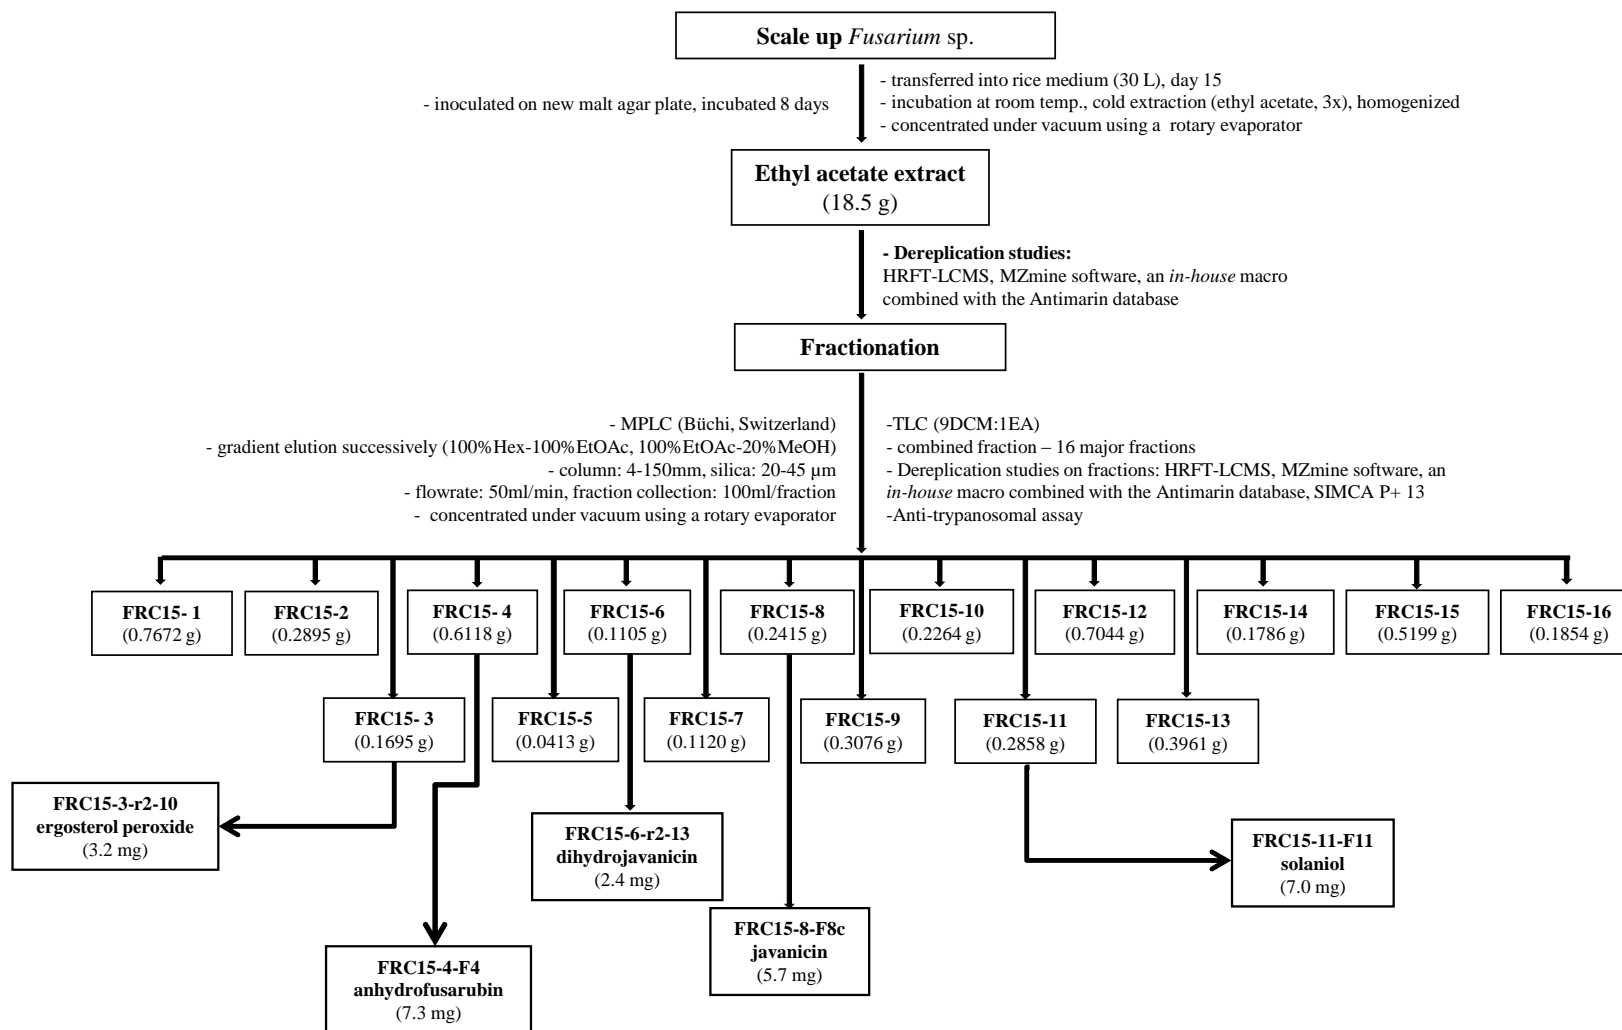 Scale up Fusarium sp.
- inoculated on new malt agar plate, incubated 8 days
- transferred into rice medium (30 L), day 15
- incubation at room temp., cold extraction (ethyl acetate, 3x), homogenized
- concentrated under vacuum using a rotary evaporator
Ethyl acetate extract
(18.5 g)
- Dereplication studies:
HRFT-LCMS, MZmine software, an in-house macro
combined with the Antimarin database
Fractionation
- MPLC (Büchi, Switzerland)
- gradient elution successively (100%Hex-100%EtOAc, 100%EtOAc-20%MeOH)
- column: 4-150mm, silica: 20-45 µm
- flowrate: 50ml/min, fraction collection: 100ml/fraction
- concentrated under vacuum using a rotary evaporator
-TLC (9DCM:1EA)
- combined fraction – 16 major fractions
- Dereplication studies on fractions: HRFT-LCMS, MZmine software, an
in-house macro combined with the Antimarin database, SIMCA P+ 13
-Anti-trypanosomal assay
FRC15- 1
(0.7672 g)
FRC15-2
(0.2895 g)
FRC15- 4
(0.6118 g)
FRC15-6
(0.1105 g)
FRC15-8
(0.2415 g)
FRC15-10
(0.2264 g)
FRC15-12
(0.7044 g)
FRC15-14
(0.1786 g)
FRC15-15
(0.5199 g)
FRC15-16
(0.1854 g)
FRC15- 3
(0.1695 g)
FRC15-5
(0.0413 g)
FRC15-7
(0.1120 g)
FRC15-9
(0.3076 g)
FRC15-11
(0.2858 g)
FRC15-13
(0.3961 g)
FRC15-3-r2-10
ergosterol peroxide
(3.2 mg)
FRC15-6-r2-13
dihydrojavanicin
(2.4 mg)
FRC15-11-F11
solaniol
(7.0 mg)
FRC15-8-F8c
javanicin
(5.7 mg)
FRC15-4-F4
anhydrofusarubin
(7.3 mg)